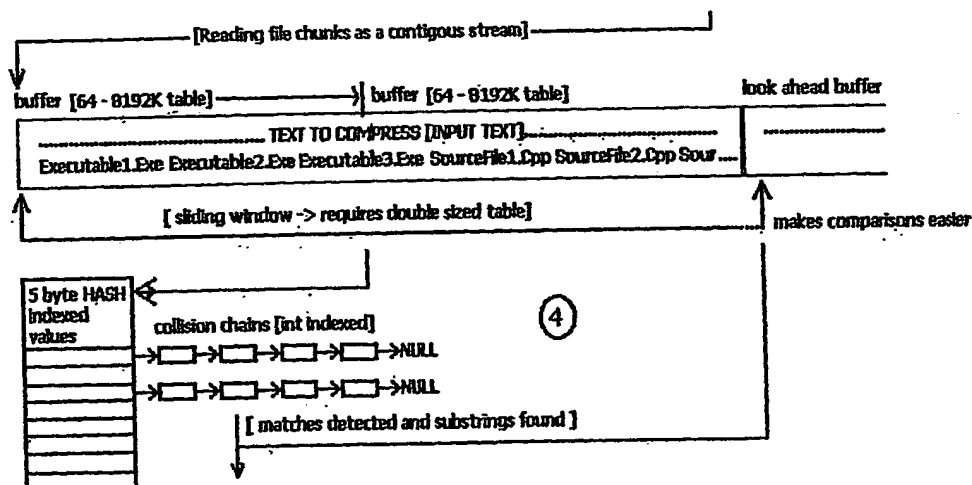 [Reading file chunks as a contigous stream]
buffer [64 - 8192K table] buffer [64 - 8192K table] look ahead buffer
TEXT TO COMPRESS [INPUT TEXT]
Executable1.Exe Executable2.Exe Executable3.Exe SourceFile1.Cpp SourceFile2.Cpp Sour....
[ sliding window -> requires double sized table]
makes comparisons easier
5 byte HASH
indexed
values
4
collision chains [int indexed]
NULL
NULL
[ matches detected and substrings found ]